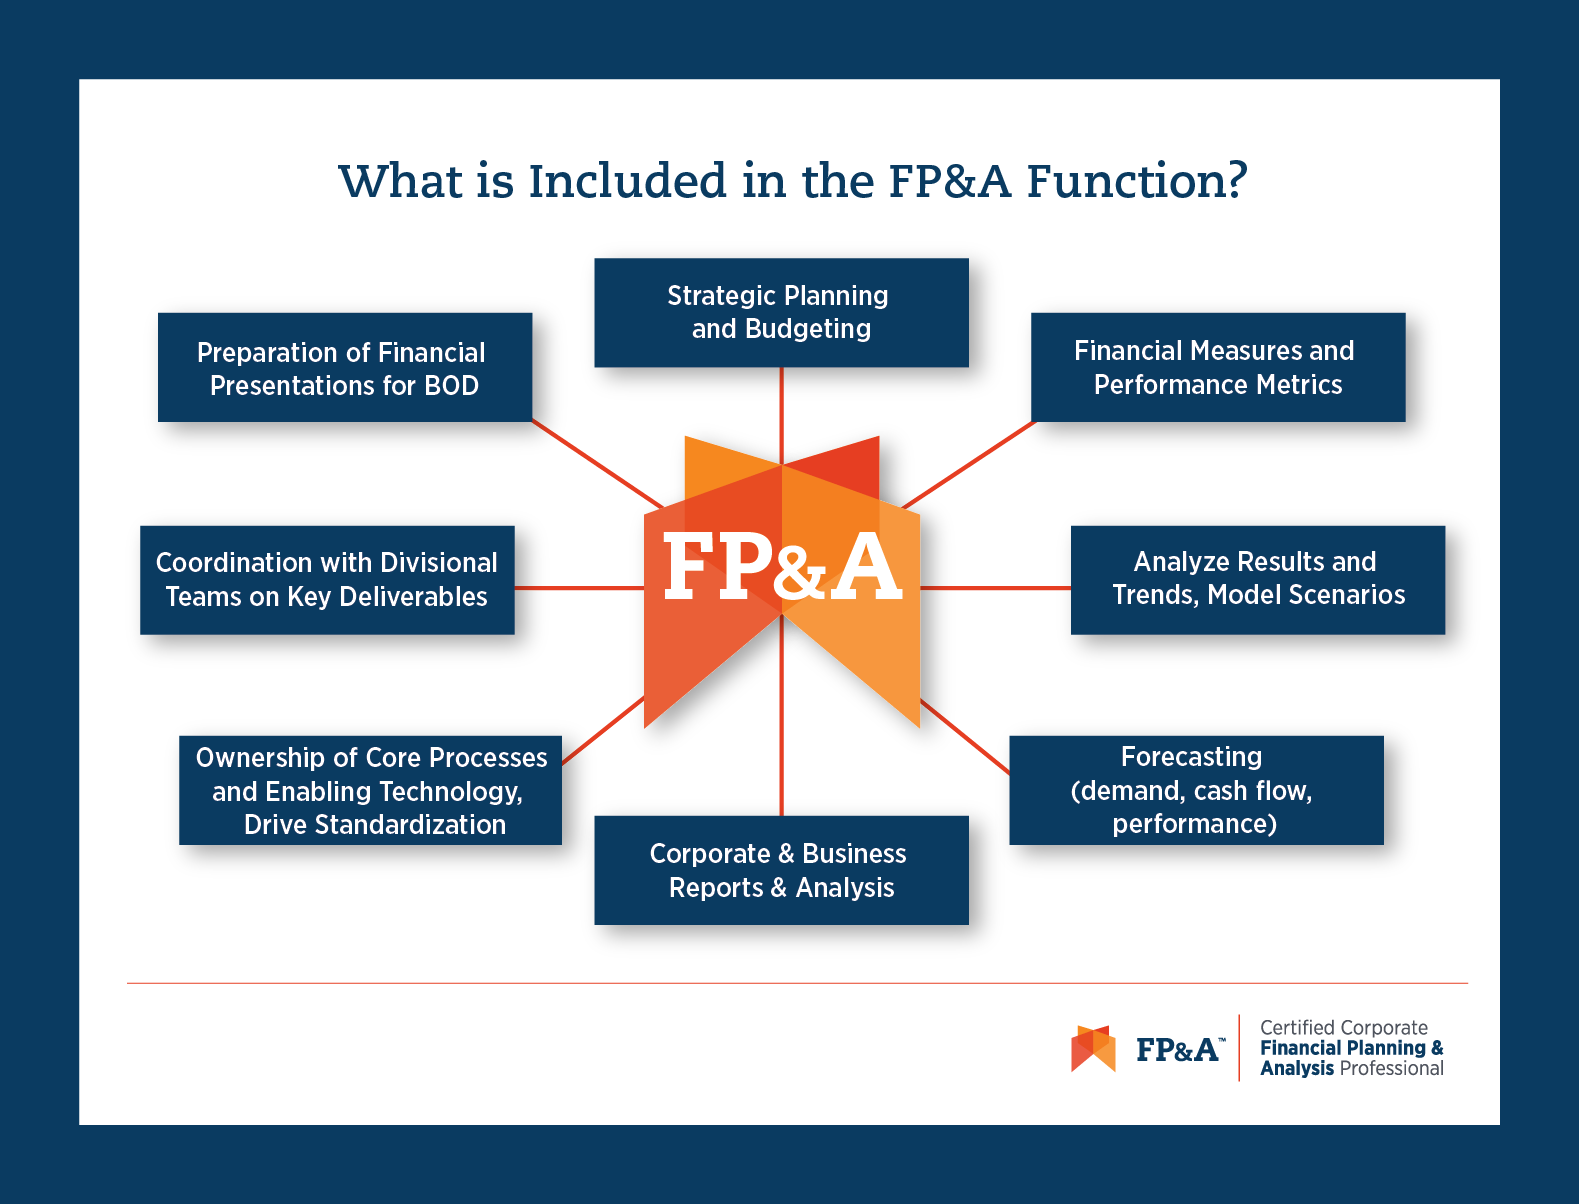 What is Included in the FP&A Function?
Strategic Planning
and Budgeting
Preparation of Financial
Presentations for BOD
Financial Measures and
Performance Metrics
FP&A
Coordination with Divisional
Teams on Key Deliverables
Analyze Results and
Trends, Model Scenarios
Ownership of Core Processes
and Enabling Technology,
Drive Standardization
Forecasting
(demand, cash flow,
performance)
Corporate & Business
Reports & Analysis
FP&A™
Certified Corporate
Financial Planning &
Analysis Professional